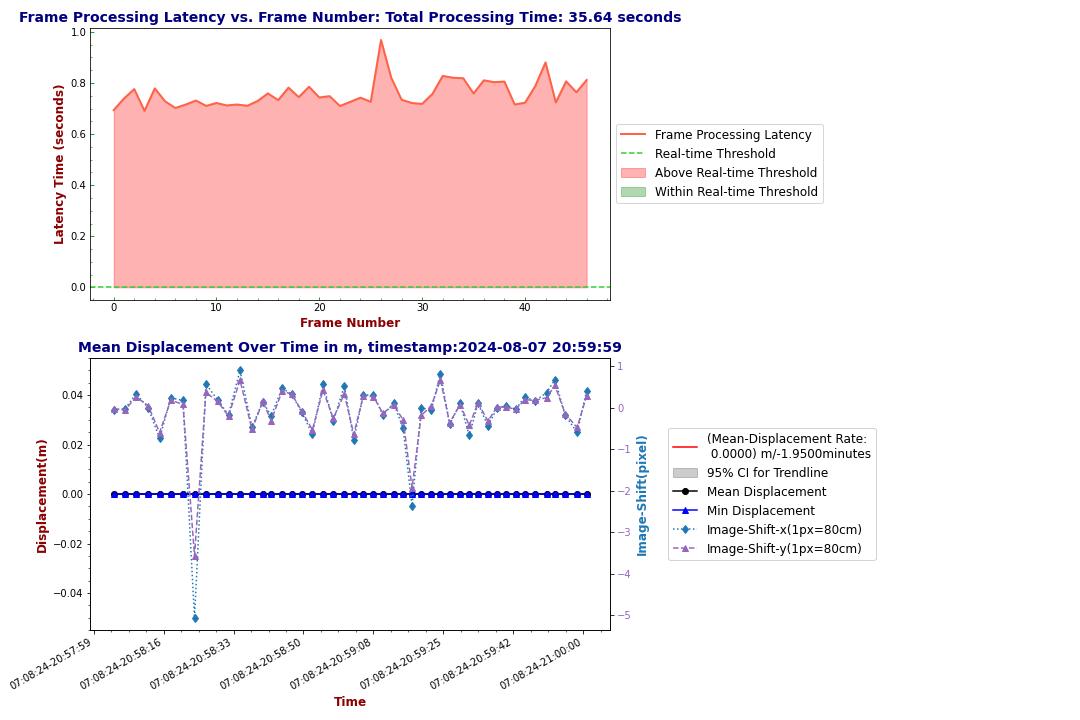 Frame Processing Latency vs. Frame Number: Total Processing Time: 35.64 seconds
1.0
0.8
0.6
0.4
0.2
0.0
Latency Time (seconds)
0
10
20
30
40
Frame Number
Frame Processing Latency
Real-time Threshold
Above Real-time Threshold
Within Real-time Threshold
Mean Displacement Over Time in m, timestamp:2024-08-07 20:59:59
0.04
0.02
0.00
−0.02
−0.04
Displacement(m)
1
0
−1
−2
−3
−4
−5
Image-Shift(pixel)
07:08:24-20:57:59
07:08:24-20:58:16
07:08:24-20:58:33
07:08:24-20:58:50
07:08:24-20:59:08
07:08:24-20:59:25
07:08:24-20:59:42
07:08:24-21:00:00
Time
(Mean-Displacement Rate:
0.0000) m/-1.9500minutes
95% CI for Trendline
Mean Displacement
Min Displacement
Image-Shift-x(1px=80cm)
Image-Shift-y(1px=80cm)